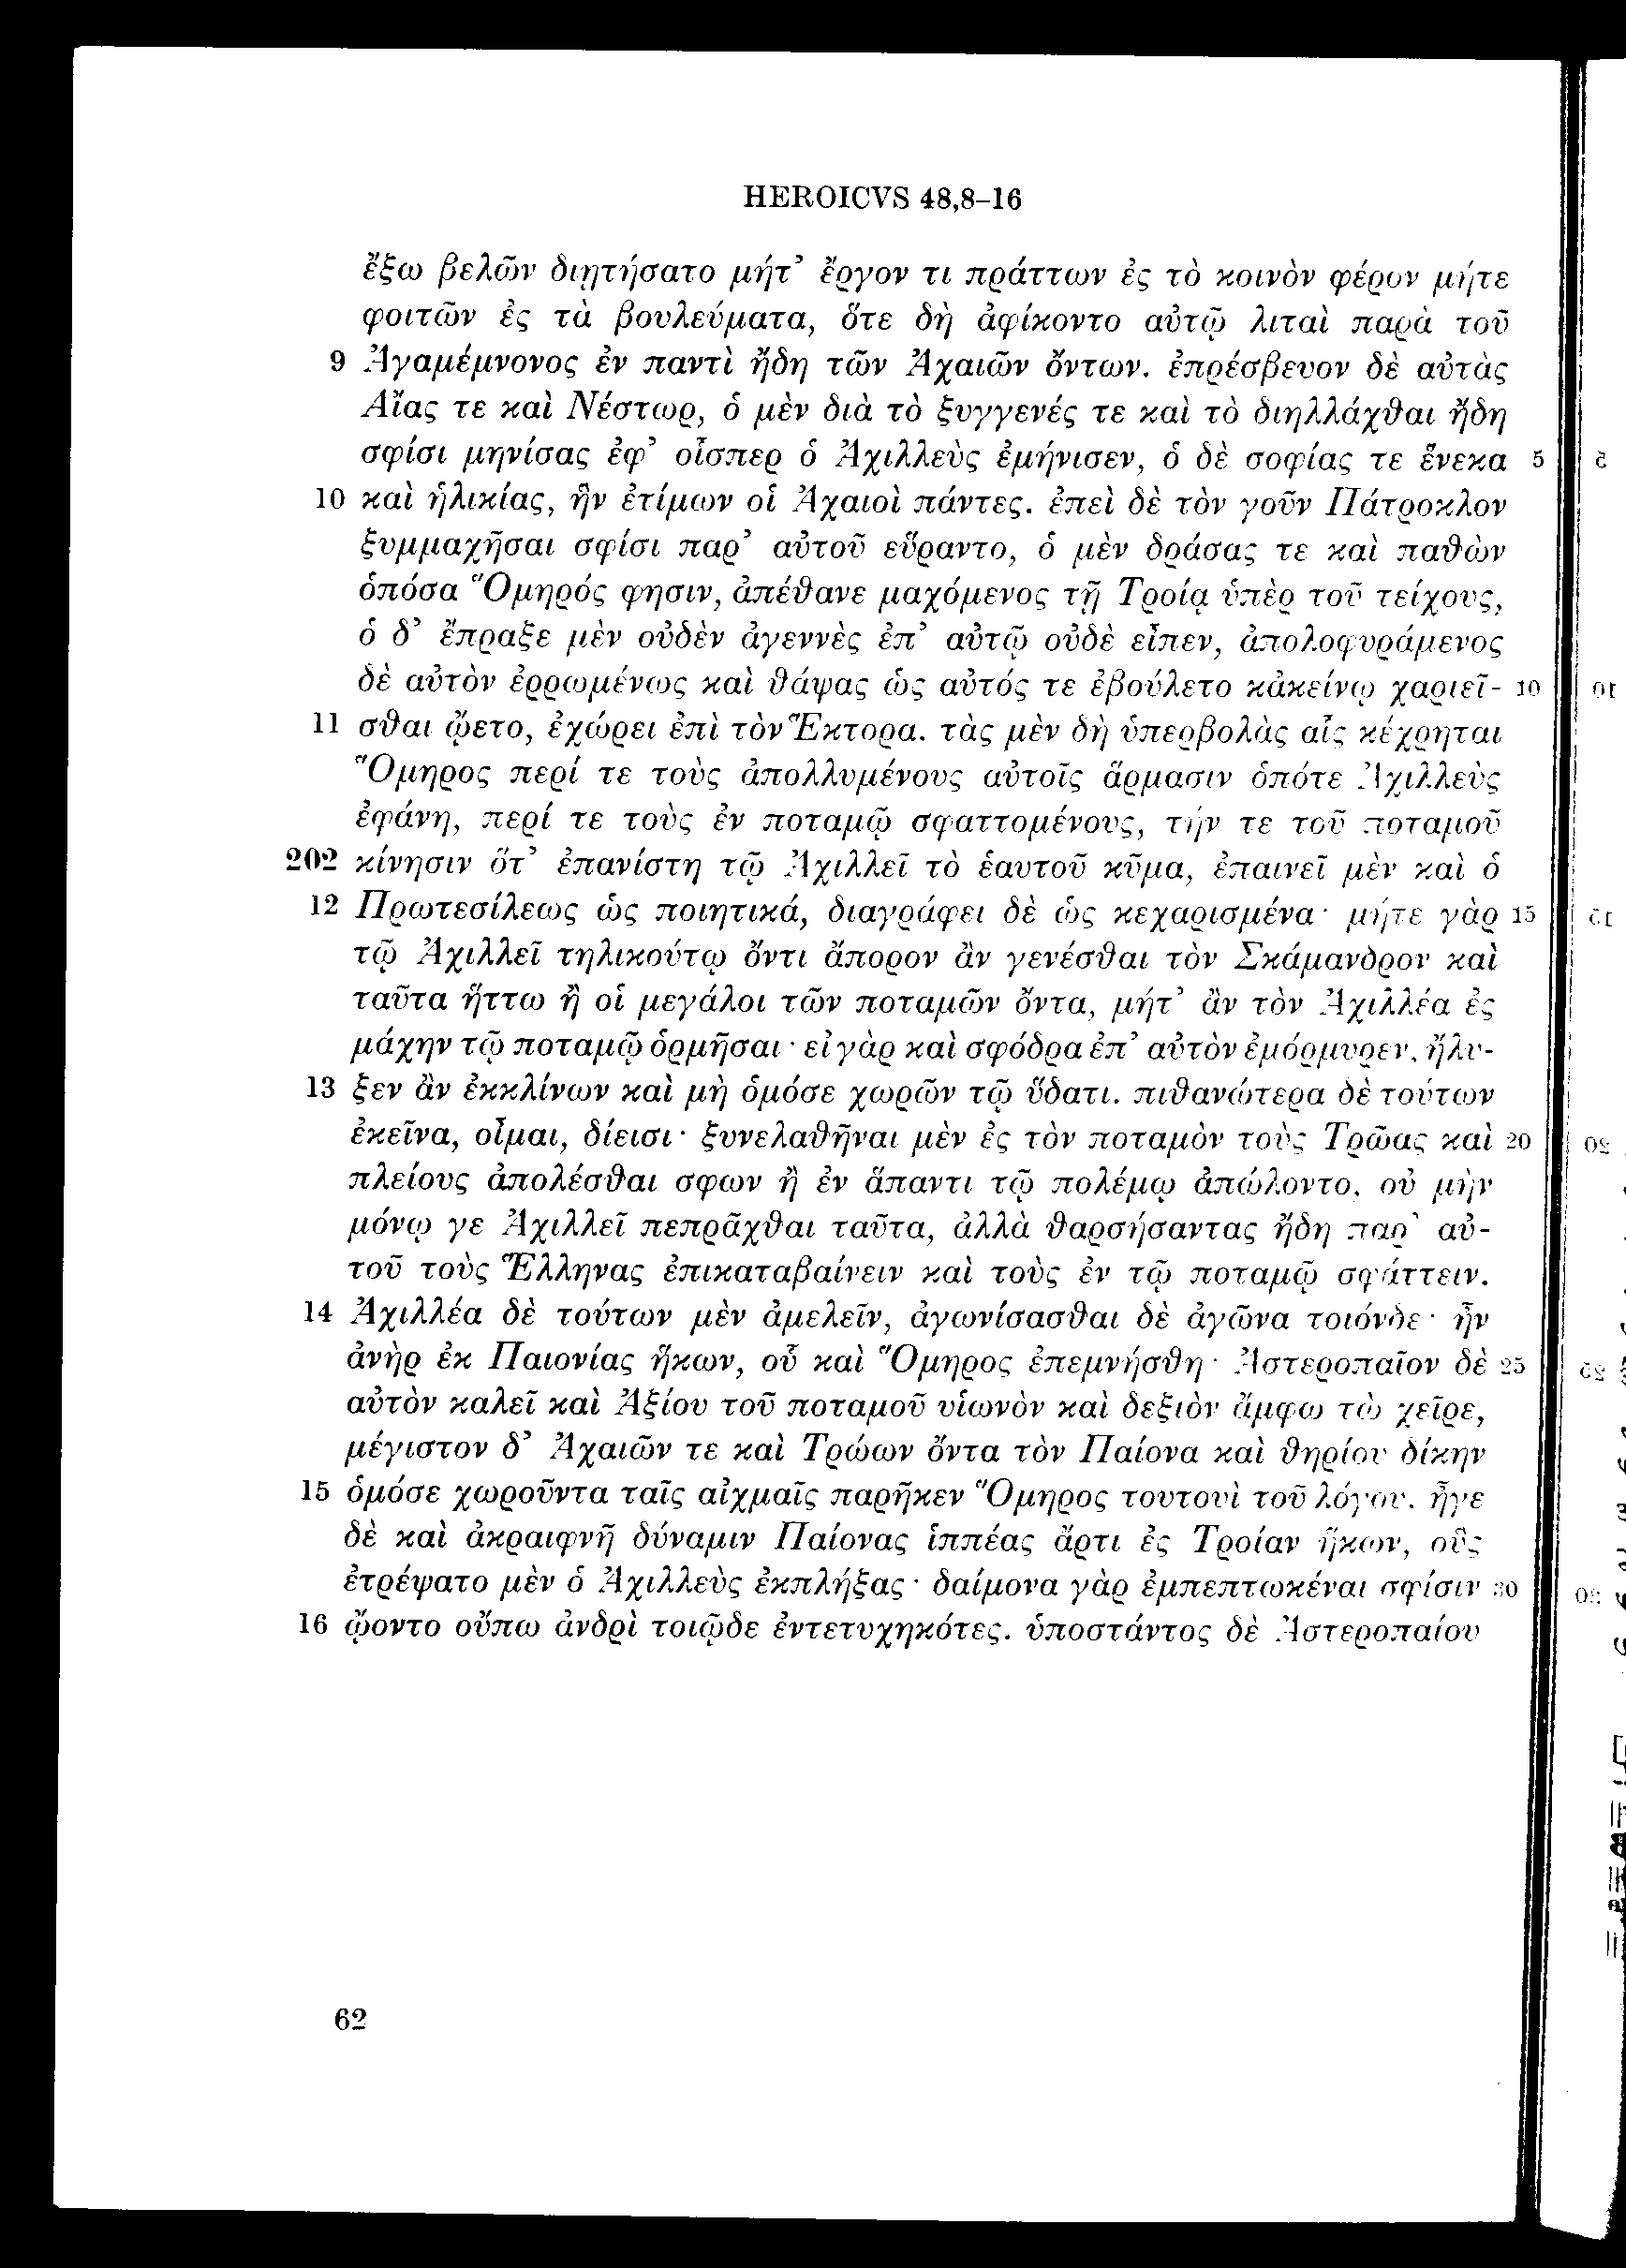 HEROICVS 48,8–16
ἔξω βελῶν διῃτήσατο μήτ’ ἔργον τι πράττων ἐς τὸ κοινὸν φέρον μήτε
φοιτῶν ἐς τὰ βουλεύματα, ὅτε δὴ ἀφίκοντο αὐτῷ λιταὶ παρὰ τοῦ
9 Ἀγαμέμνονος ἐν παντὶ ἤδη τῶν Ἀχαιῶν ὄντων. ἐπρέσβευον δὲ αὐτὰς
Αἴας τε καὶ Νέστωρ, ὁ μὲν διὰ τὸ ξυγγενές τε καὶ τὸ διηλλάχθαι ἤδη
σφίσι μηνίσας ἐφ’ οἷσπερ ὁ Ἀχιλλεὺς ἐμήνισεν, ὁ δὲ σοφίας τε ἕνεκα 5
10 καὶ ἡλικίας, ἣν ἐτίμων οἱ Ἀχαιοὶ πάντες. ἐπεὶ δὲ τὸν γοῦν Πάτροκλον
ξυμμαχῆσαι σφίσι παρ’ αὐτοῦ εὕραντο, ὁ μὲν δράσας τε καὶ παθὼν
ὁπόσα Ὅμηρός φησιν, ἀπέθανε μαχόμενος τῇ Τροίᾳ ὑπὲρ τοῦ τείχους,
ὁ δ’ ἔπραξε μὲν οὐδὲν ἀγεννὲς ἐπ’ αὐτῷ οὐδὲ εἶπεν, ἀπολοφυράμενος
δὲ αὐτὸν ἐρρωμένως καὶ θάψας ὡς αὐτός τε ἐβούλετο κἀκείνῳ χαριεῖ- 10
11 σθαι ᾤετο, ἐχώρει ἐπὶ τὸν Ἕκτορα. τὰς μὲν δὴ ὑπερβολὰς αἷς κέχρηται
Ὅμηρος περί τε τοὺς ἀπολλυμένους αὐτοῖς ἅρμασιν ὁπότε Ἀχιλλεὺς
ἐφάνη, περί τε τοὺς ἐν ποταμῷ σφαττομένους, τήν τε τοῦ ποταμοῦ
202 κίνησιν ὅτ’ ἐπανίστη τῷ Ἀχιλλεῖ τὸ ἑαυτοῦ κῦμα, ἐπαινεῖ μὲν καὶ ὁ
12 Πρωτεσίλεως ὡς ποιητικά, διαγράφει δὲ ὡς κεχαρισμένα· μήτε γὰρ 15
τῷ Ἀχιλλεῖ τηλικούτῳ ὄντι ἄπορον ἂν γενέσθαι τὸν Σκάμανδρον καὶ
ταῦτα ἥττω ἢ οἱ μεγάλοι τῶν ποταμῶν ὄντα, μήτ’ ἂν τὸν Ἀχιλλέα ἐς
μάχην τῷ ποταμῷ ὁρμῆσαι· εἰ γὰρ καὶ σφόδρα ἐπ’ αὐτὸν ἐμόρμυρεν, ἤλυ-
13 ξεν ἂν ἐκκλίνων καὶ μὴ ὁμόσε χωρῶν τῷ ὕδατι. πιθανώτερα δὲ τούτων
ἐκεῖνα, οἶμαι, δίεισι· ξυνελαθῆναι μὲν ἐς τὸν ποταμὸν τοὺς Τρῶας καὶ 20
πλείους ἀπολέσθαι σφων ἢ ἐν ἅπαντι τῷ πολέμῳ ἀπώλοντο, οὐ μὴν
μόνῳ γε Ἀχιλλεῖ πεπρᾶχθαι ταῦτα, ἀλλὰ θαρσήσαντας ἤδη παρ’ αὐ-
τοῦ τοὺς Ἕλληνας ἐπικαταβαίνειν καὶ τοὺς ἐν τῷ ποταμῷ σφάττειν.
14 Ἀχιλλέα δὲ τούτων μὲν ἀμελεῖν, ἀγωνίσασθαι δὲ ἀγῶνα τοιόνδε· ἦν
ἀνὴρ ἐκ Παιονίας ἥκων, οὗ καὶ Ὅμηρος ἐπεμνήσθη· Ἀστεροπαῖον δὲ 25
αὐτὸν καλεῖ καὶ Ἀξίου τοῦ ποταμοῦ υἱωνὸν καὶ δεξιὸν ἄμφω τὼ χεῖρε,
μέγιστον δ’ Ἀχαιῶν τε καὶ Τρώων ὄντα τὸν Παίονα καὶ θηρίου δίκην
15 ὁμόσε χωροῦντα ταῖς αἰχμαῖς παρῆκεν Ὅμηρος τουτουὶ τοῦ λόγου. ἦγε
δὲ καὶ ἀκραιφνῆ δύναμιν Παίονας ἱππέας ἄρτι ἐς Τροίαν ἥκων, οὓς
ἐτρέψατο μὲν ὁ Ἀχιλλεὺς ἐκπλήξας· δαίμονα γὰρ ἐμπεπτωκέναι σφίσιν 30
16 ᾤοντο οὔπω ἀνδρὶ τοιῷδε ἐντετυχηκότες. ὑποστάντος δὲ Ἀστεροπαίου
62